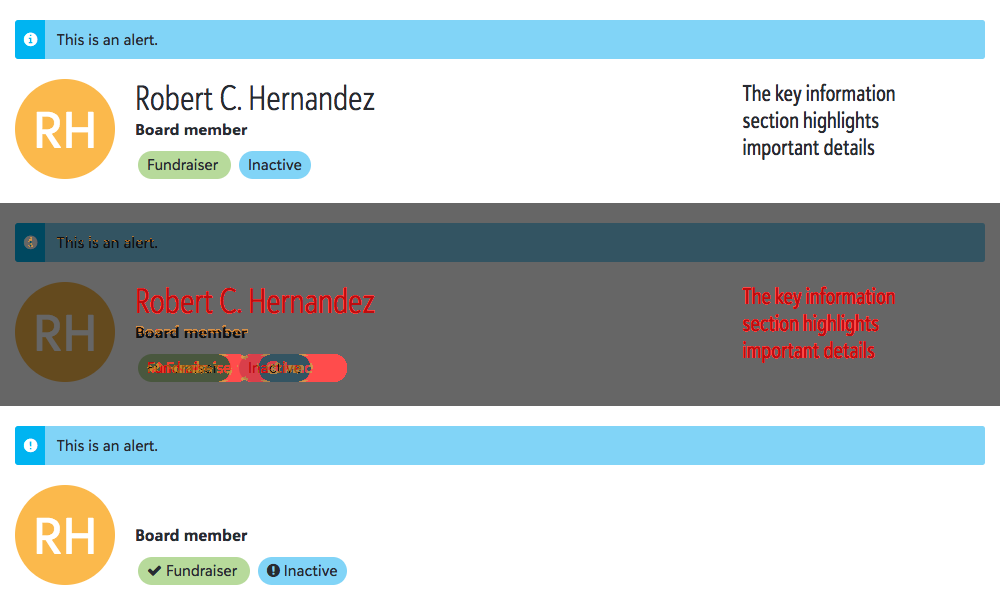 This is an alert.
RH
Robert C. Hernandez
Board member
Fundraiser Inactive
The key information
section highlights
important details
This is an alert.
RH
Robert C. Hernandez
Board member
The key information
section highlights
important details
This is an alert.
RH
Board member
Fundraiser Inactive